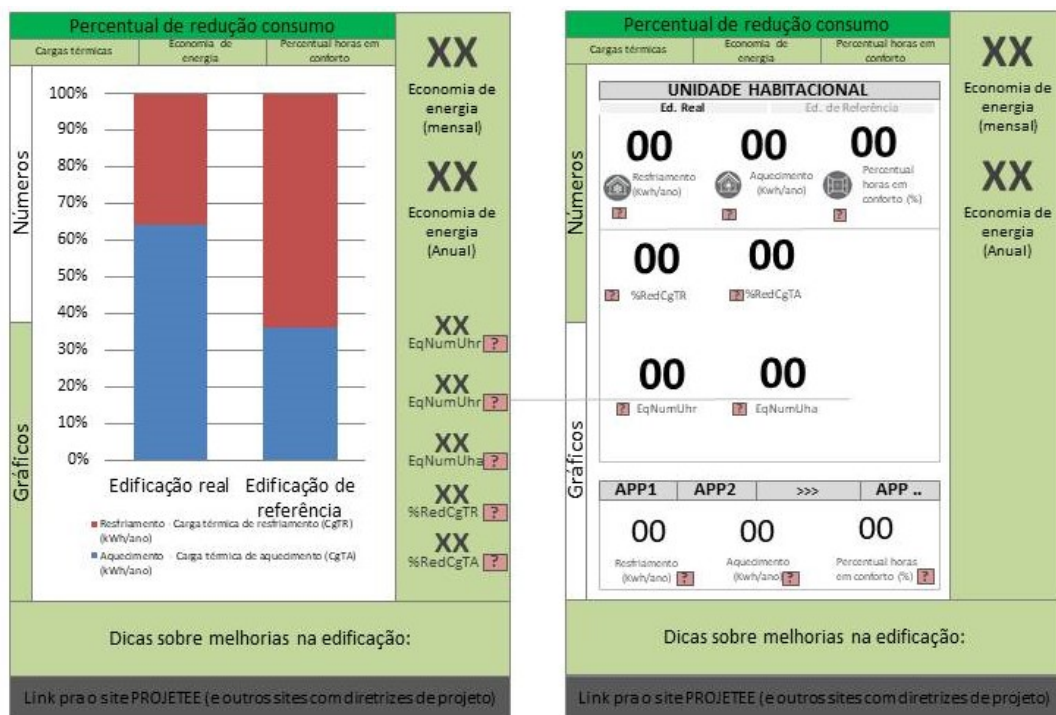 Percentual de redução consumo
Cargas térmicas
Economia de
energia
Percentual horas em
conforto
Números
Gráficos
100%
90%
80%
70%
60%
50%
40%
30%
20%
10%
0%
Edificação real
Edificação de
referência
Resfriamento - Carga térmica de resfriamento (CgTR)
(kWh/ano)
Aquecimento - Carga térmica de aquecimento (CgTA)
(kWh/ano)
XX
Economia de
energia
(mensal)
XX
Economia de
energia
(Anual)
XX
EqNumUhr ?
XX
EqNumUhr ?
XX
EqNumUha ?
XX
%RedCgTR ?
XX
%RedCgTA ?
Dicas sobre melhorias na edificação:
Link pra o site PROJETEE (e outros sites com diretrizes de projeto)
Percentual de redução consumo
Cargas térmicas
Economia de
energia
Percentual horas em
conforto
Números
Gráficos
UNIDADE HABITACIONAL
Ed. Real Ed. de Referência
00 00 00
Resfriamento
(Kwh/ano)
?
Aquecimento
(Kwh/ano)
?
Percentual
horas em
conforto (%)
?
00 00
? %RedCgTR ? %RedCgTA
00 00
? EqNumUhr ? EqNumUha
APP1 APP2 >>> APP ..
00 00 00
Resfriamento
(Kwh/ano) ?
Aquecimento
(Kwh/ano) ?
Percentual horas
em conforto (%) ?
XX
Economia de
energia
(mensal)
XX
Economia de
energia
(Anual)
Dicas sobre melhorias na edificação:
Link pra o site PROJETEE (e outros sites com diretrizes de projeto)